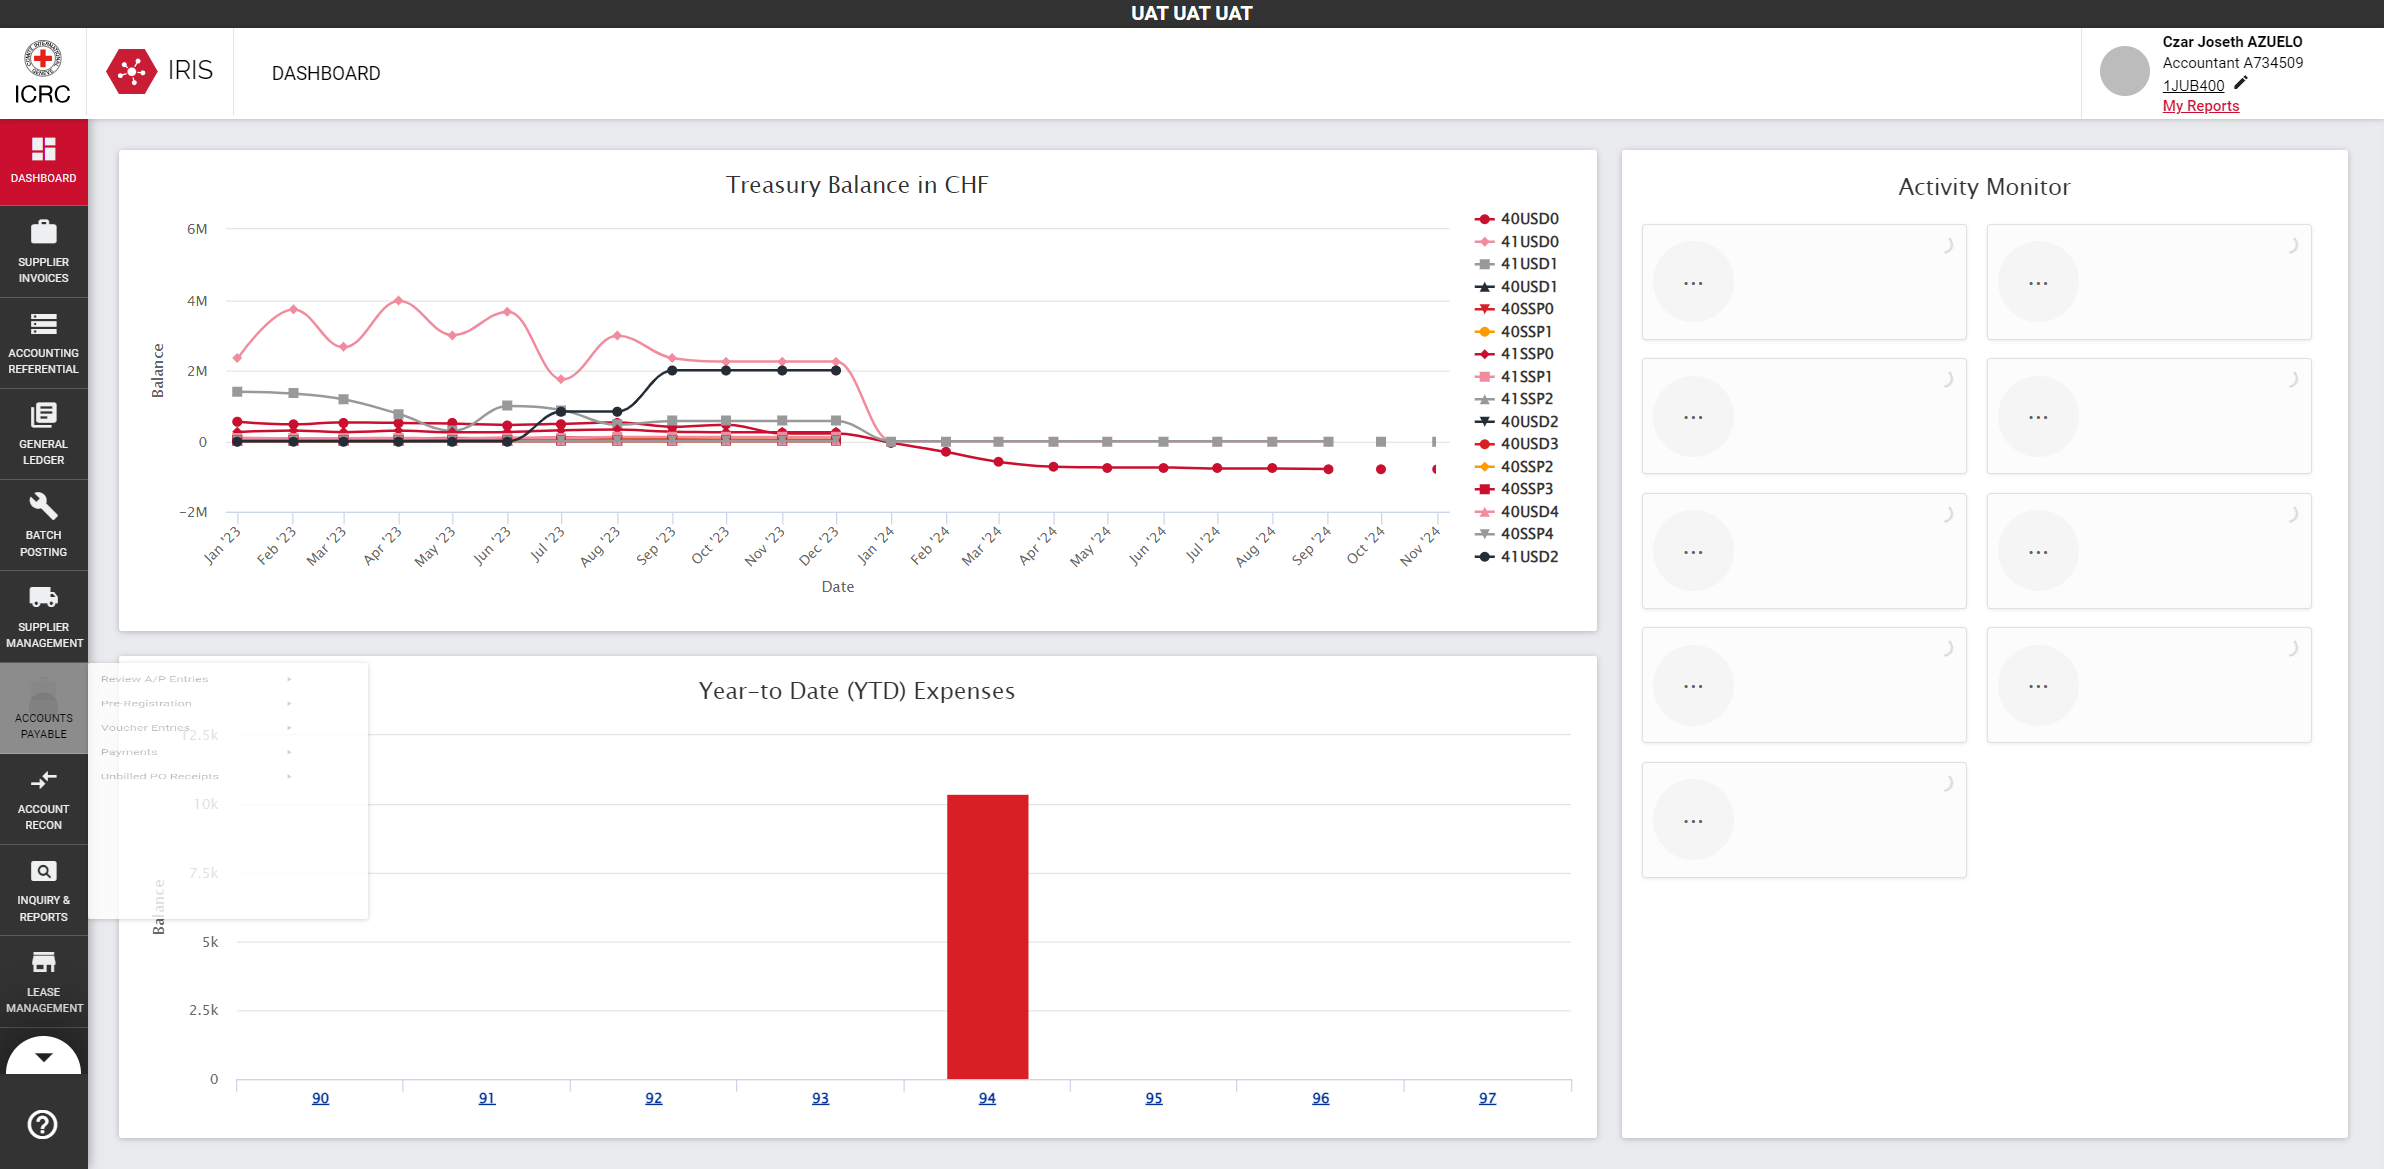 UAT UAT UAT
ICRC
IRIS
DASHBOARD
Czar Joseth AZUELO
Accountant A734509
1JUB400
My Reports
DASHBOARD
SUPPLIER
INVOICES
ACCOUNTING
REFERENTIAL
GENERAL
LEDGER
BATCH
POSTING
SUPPLIER
MANAGEMENT
ACCOUNTS
PAYABLE
ACCOUNT
RECON
INQUIRY &
REPORTS
LEASE
MANAGEMENT
Review A/P Entries
Pre-Registration
Voucher Entries
Payments
Unbilled PO Receipts
Treasury Balance in CHF
Balance
6M
4M
2M
0
-2M
Jan '23
Feb '23
Mar '23
Apr '23
May '23
Jun '23
Jul '23
Aug '23
Sep '23
Oct '23
Nov '23
Dec '23
Jan '24
Feb '24
Mar '24
Apr '24
May '24
Jun '24
Jul '24
Aug '24
Sep '24
Oct '24
Nov '24
Date
40USD0
41USD0
41USD1
40USD1
40SSP0
40SSP1
41SSP0
41SSP1
41SSP2
40USD2
40USD3
40SSP2
40SSP3
40USD4
40SSP4
41USD2
Year-to Date (YTD) Expenses
Balance
12.5k
10k
7.5k
5k
2.5k
0
90
91
92
93
94
95
96
97
Activity Monitor
...
...
...
...
...
...
...
...
...